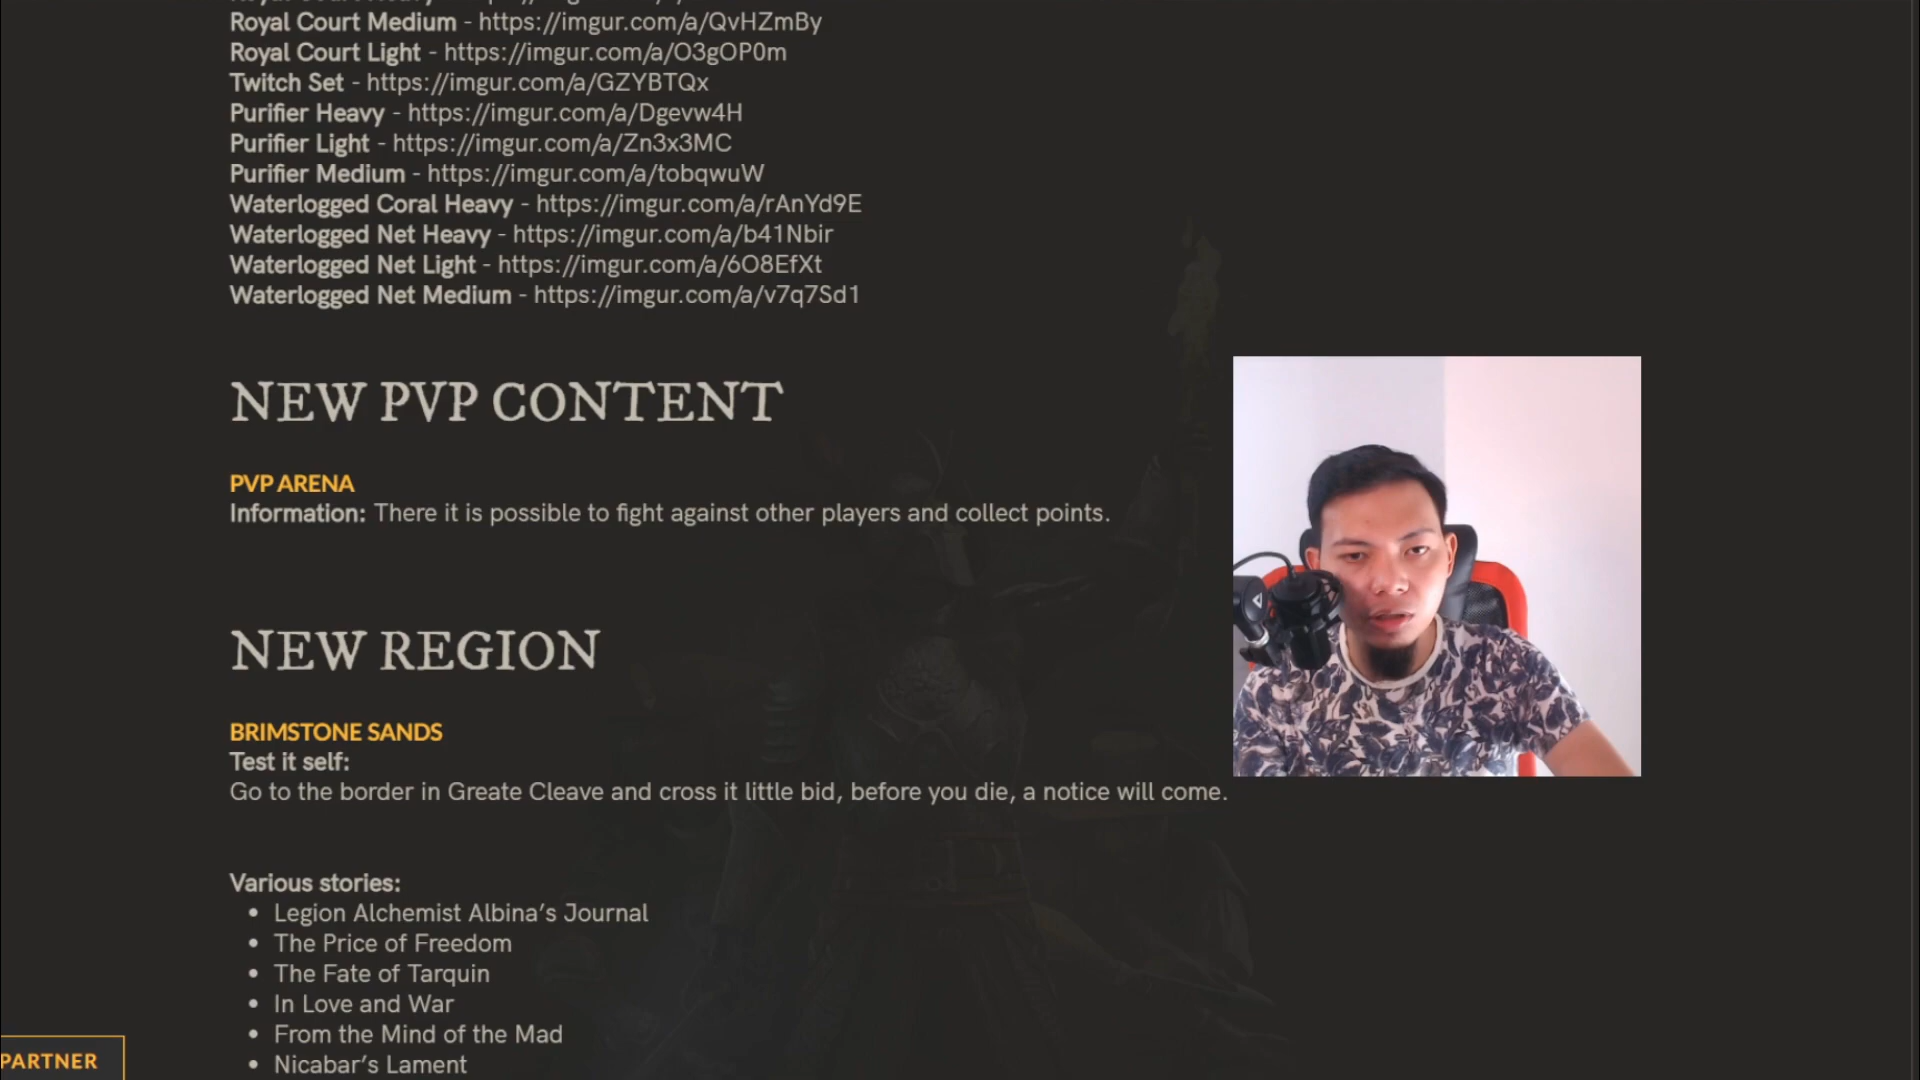 Royal Court Medium - https://imgur.com/a/QvHZmBy
Royal Court Light - https://imgur.com/a/O3gOP0m
Twitch Set - https://imgur.com/a/GZYBTQx
Purifier Heavy - https://imgur.com/a/Dgevw4H
Purifier Light - https://imgur.com/a/Zn3x3MC
Purifier Medium - https://imgur.com/a/tobqwuW
Waterlogged Coral Heavy - https://imgur.com/a/rAnYd9E
Waterlogged Net Heavy - https://imgur.com/a/b41Nbir
Waterlogged Net Light - https://imgur.com/a/6O8EfXt
Waterlogged Net Medium - https://imgur.com/a/v7q7Sd1
NEW PVP CONTENT
PVP ARENA
Information: There it is possible to fight against other players and collect points.
NEW REGION
BRIMSTONE SANDS
Test it self:
Go to the border in Greate Cleave and cross it little bid, before you die, a notice will come.
Various stories:
• Legion Alchemist Albina's Journal
• The Price of Freedom
• The Fate of Tarquin
• In Love and War
• From the Mind of the Mad
• Nicabar's Lament
PARTNER